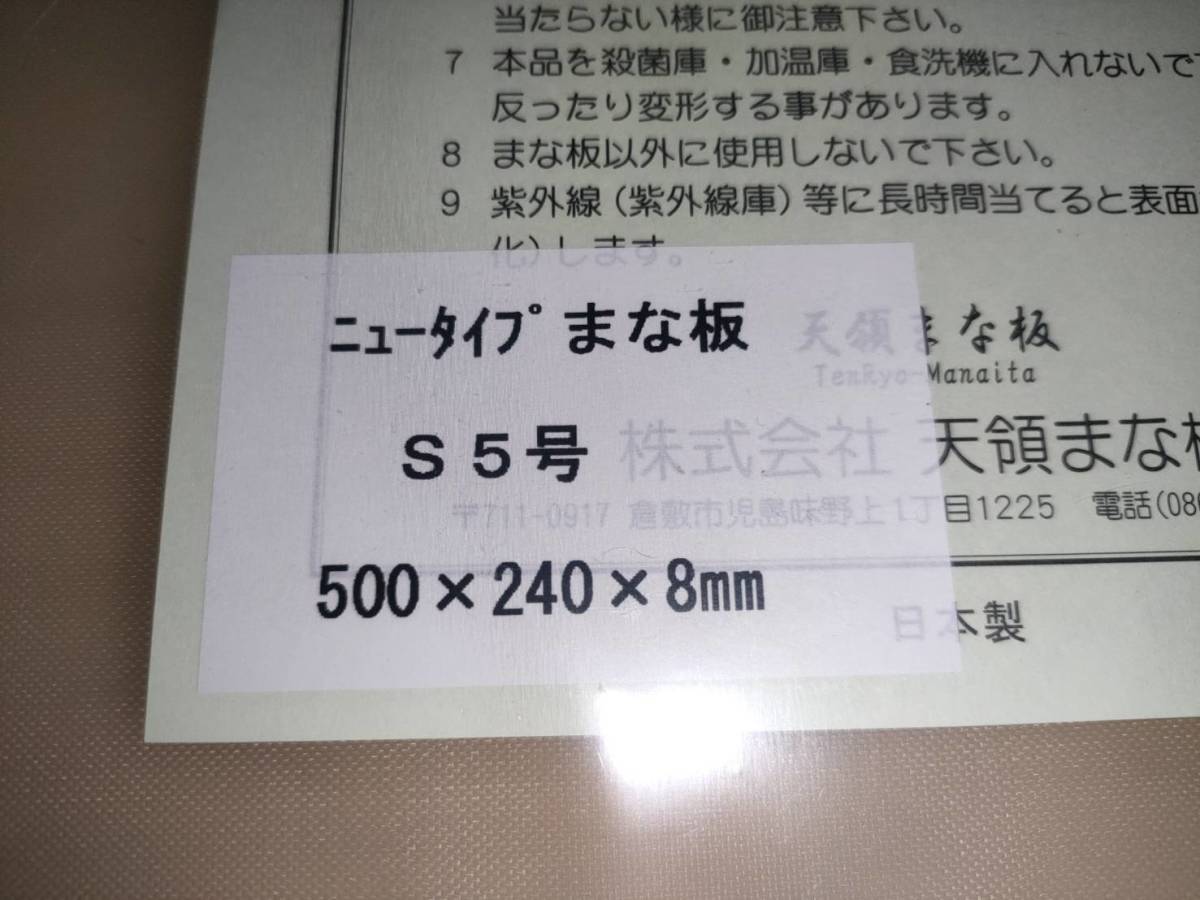 当たらない様に御注意下さい。
7 本品を殺菌庫・加温庫・食洗機に入れないで
反ったり変形する事があります。
8 まな板以外に使用しないで下さい。
9 紫外線(紫外線庫)等に長時間当てると表面
化)します。
ニュータイプ まな板
天領まな板
TenRyo-Manaita
S5号
株式会社 天領まな板
〒711-0917 倉敷市児島味野上1丁目1225 電話(086
500×240×8mm
日本製